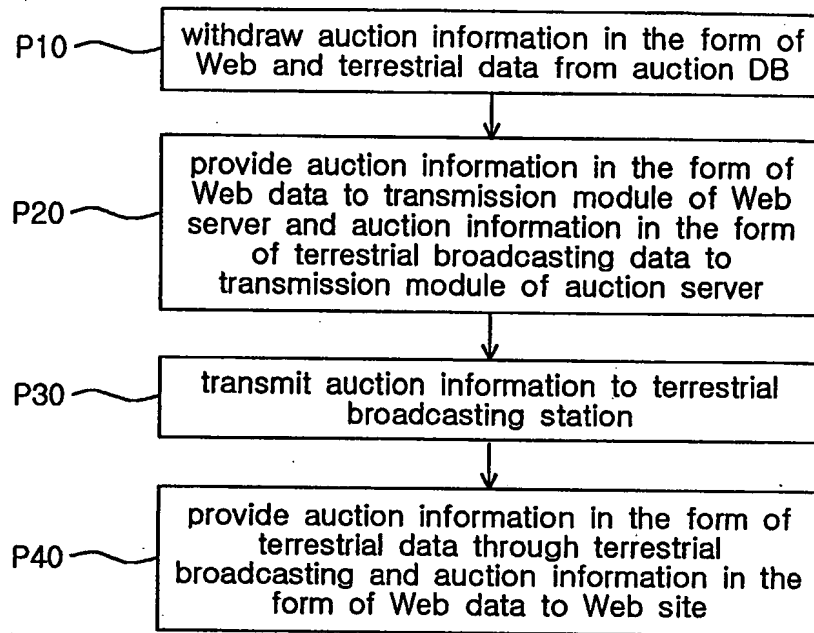 P10
withdraw auction information in the form of
Web and terrestrial data from auction DB
P20
provide auction information in the form of
Web data to transmission module of Web
server and auction information in the form
of terrestrial broadcasting data to
transmission module of auction server
P30
transmit auction information to terrestrial
broadcasting station
P40
provide auction information in the form of
terrestrial data through terrestrial
broadcasting and auction information in the
form of Web data to Web site